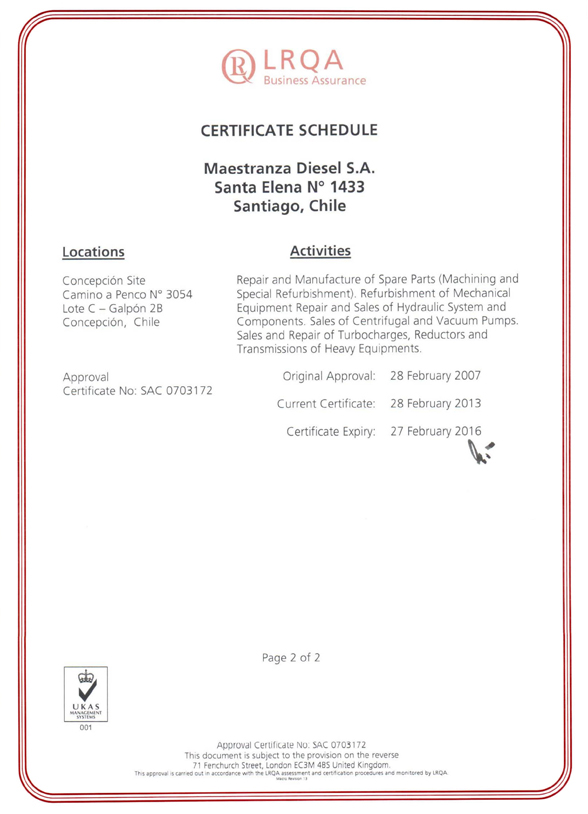 LRQA
Business Assurance
CERTIFICATE SCHEDULE
Maestranza Diesel S.A.
Santa Elena N° 1433
Santiago, Chile
Locations
Activities
Concepción Site
Camino a Penco N° 3054
Lote C – Galpón 2B
Concepción, Chile
Repair and Manufacture of Spare Parts (Machining and
Special Refurbishment). Refurbishment of Mechanical
Equipment Repair and Sales of Hydraulic System and
Components. Sales of Centrifugal and Vacuum Pumps.
Sales and Repair of Turbocharges, Reductors and
Transmissions of Heavy Equipments.
Approval
Certificate No: SAC 0703172
Original Approval: 28 February 2007
Current Certificate: 28 February 2013
Certificate Expiry: 27 February 2016
Page 2 of 2
UKAS
MANAGEMENT
SYSTEMS
001
Approval Certificate No: SAC 0703172
This document is subject to the provision on the reverse
71 Fenchurch Street, London EC3M 4BS United Kingdom.
This approval is carried out in accordance with the LRQA assessment and certification procedures and monitored by LRQA.